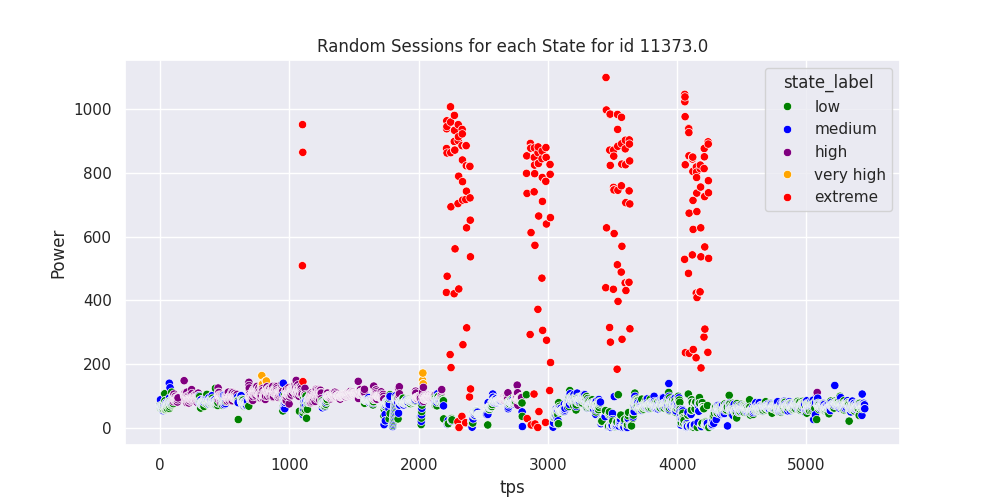 Random Sessions for each State for id 11373.0
state_label
low
medium
high
very high
extreme
Power
1000
800
600
400
200
0
0 1000 2000 3000 4000 5000
tps